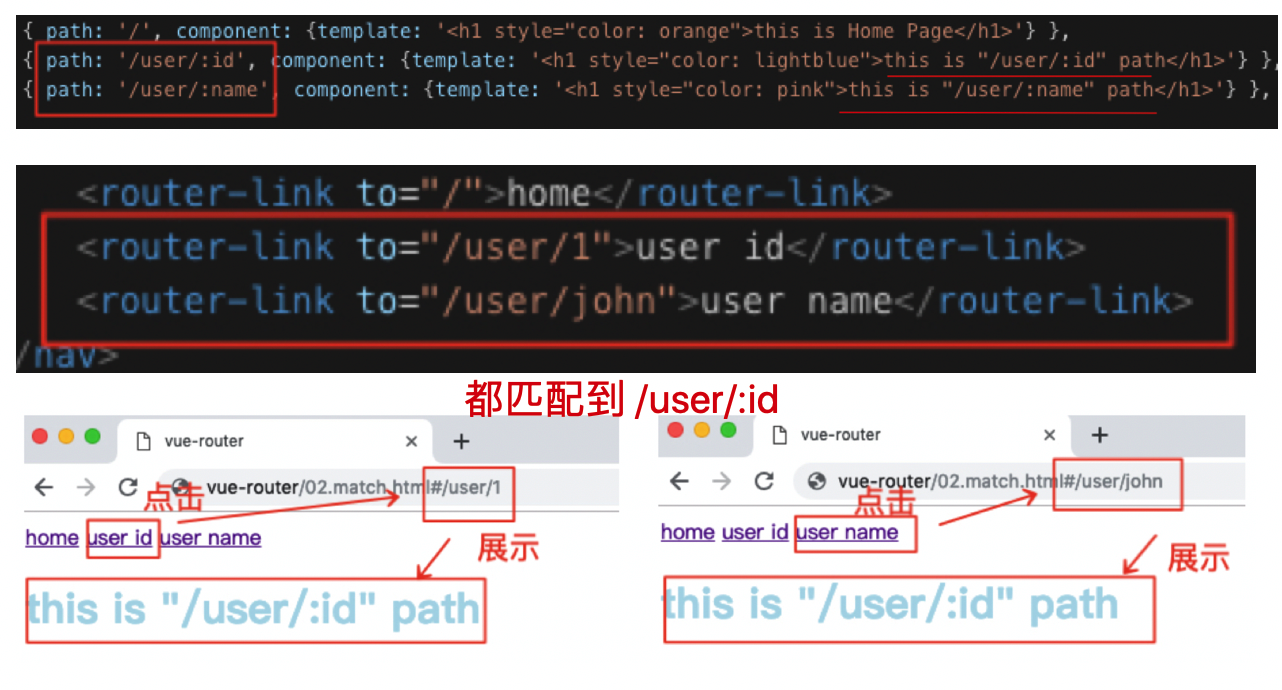 { path: '/', component: {template: '<h1 style="color: orange">this is Home Page</h1>'} },
{ path: '/user/:id', component: {template: '<h1 style="color: lightblue">this is "/user/:id" path</h1>'} },
{ path: '/user/:name', component: {template: '<h1 style="color: pink">this is "/user/:name" path</h1>'} },
<router-link to="/">home</router-link>
<router-link to="/user/1">user id</router-link>
<router-link to="/user/john">user name</router-link>
/nav>
都匹配到 /user/:id
vue-router
vue-router/02.match.html#/user/1
点击
home user id user name
展示
this is "/user/:id" path
vue-router
vue-router/02.match.html#/user/john
点击
home user id user name
展示
this is "/user/:id" path